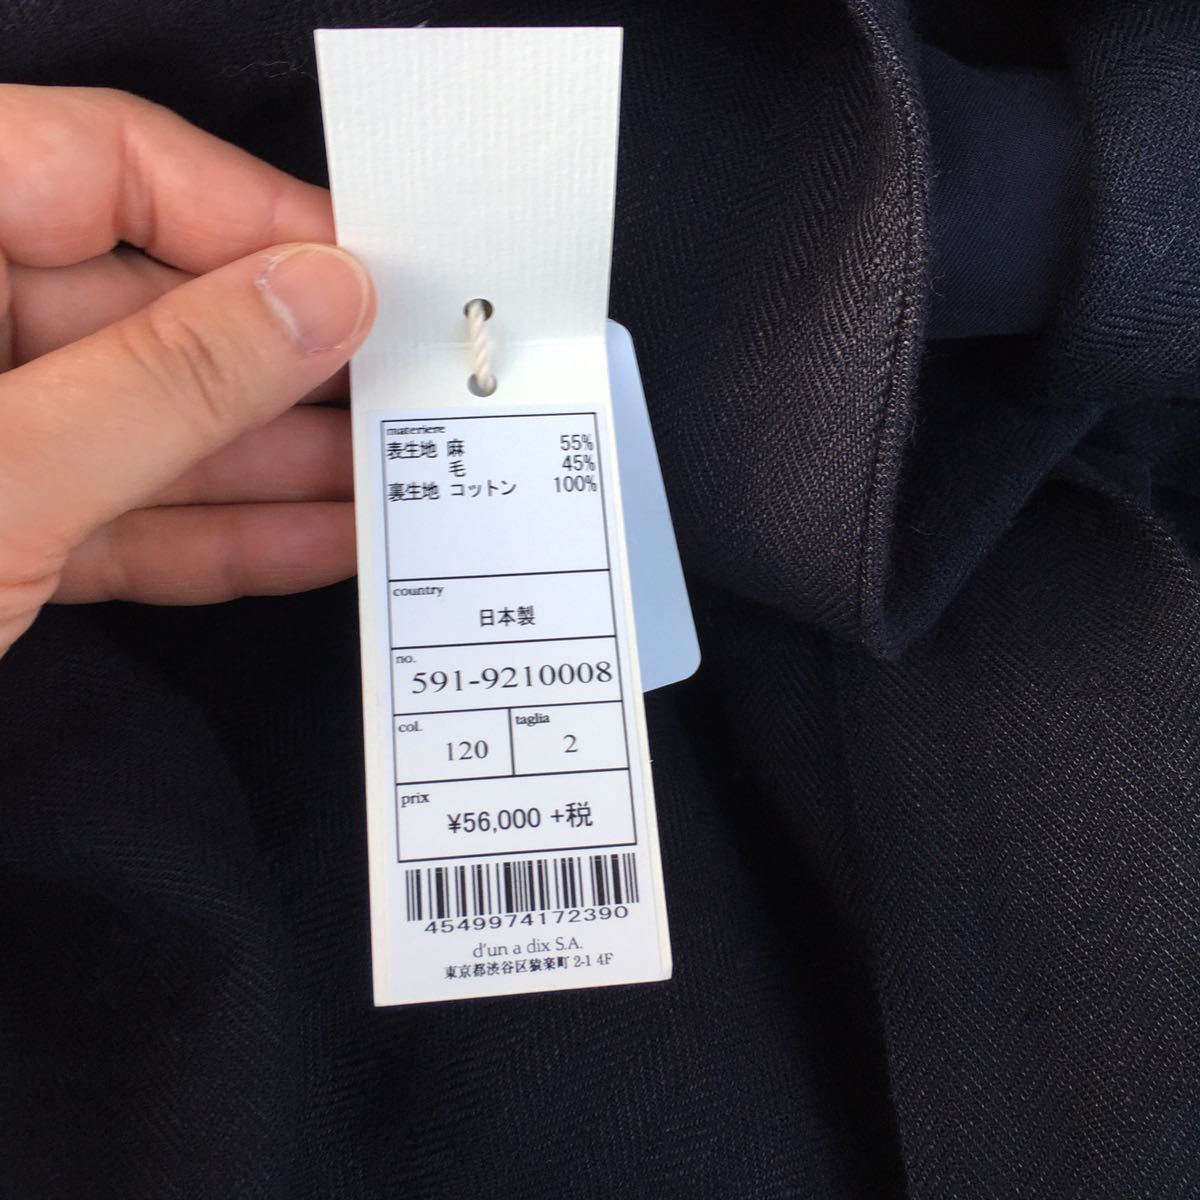 materiere
表生地 麻 55%
毛 45%
裏生地 コットン 100%
country
日本製
no.
591-9210008
col. taglia
120 2
prix
¥56,000 +税
4549974172390
d'un a dix S.A.
東京都渋谷区猿楽町 2-1 4F